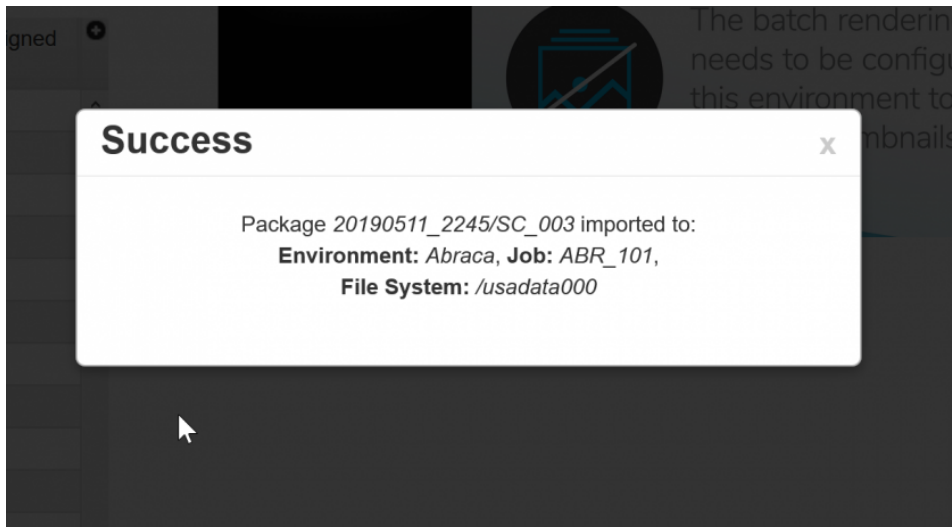 igned
The batch renderin
needs to be configu
this environment to
mbnails
Success
x
Package 20190511_2245/SC_003 imported to:
Environment: Abraca, Job: ABR_101,
File System: /usadata000